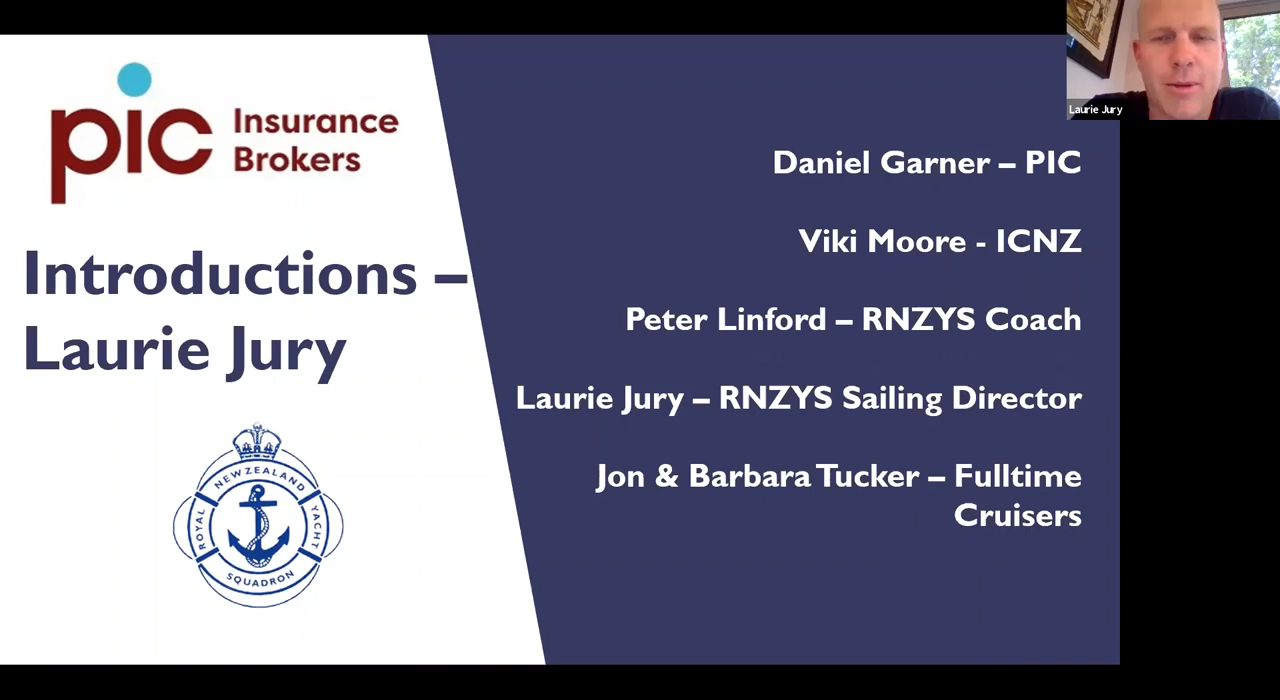 pic Insurance
Brokers
Introductions –
Laurie Jury
NEW ZEALAND
ROYAL
YACHT
SQUADRON
Laurie Jury
Daniel Garner – PIC
Viki Moore - ICNZ
Peter Linford – RNZYS Coach
Laurie Jury – RNZYS Sailing Director
Jon & Barbara Tucker – Fulltime
Cruisers